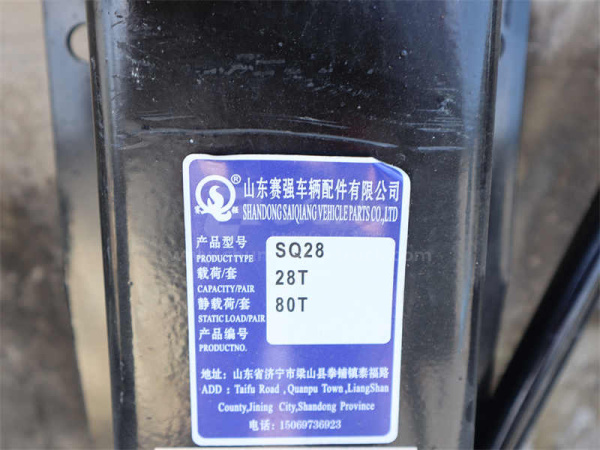 山东赛强车辆配件有限公司
SHANDONG SAIQIANG VEHICLE PARTS CO.,LTD
产品型号 SQ28
PRODUCT TYPE
载荷/套 28T
CAPACITY/PAIR
静载荷/套 80T
STATIC LOAD/PAIR
产品编号
PRODUCTNO.
地址：山东省济宁市梁山县拳铺镇泰福路
ADD：Taifu Road ,Quanpu Town,LiangShan
County,Jining City,Shandong Province
电话：15069736923